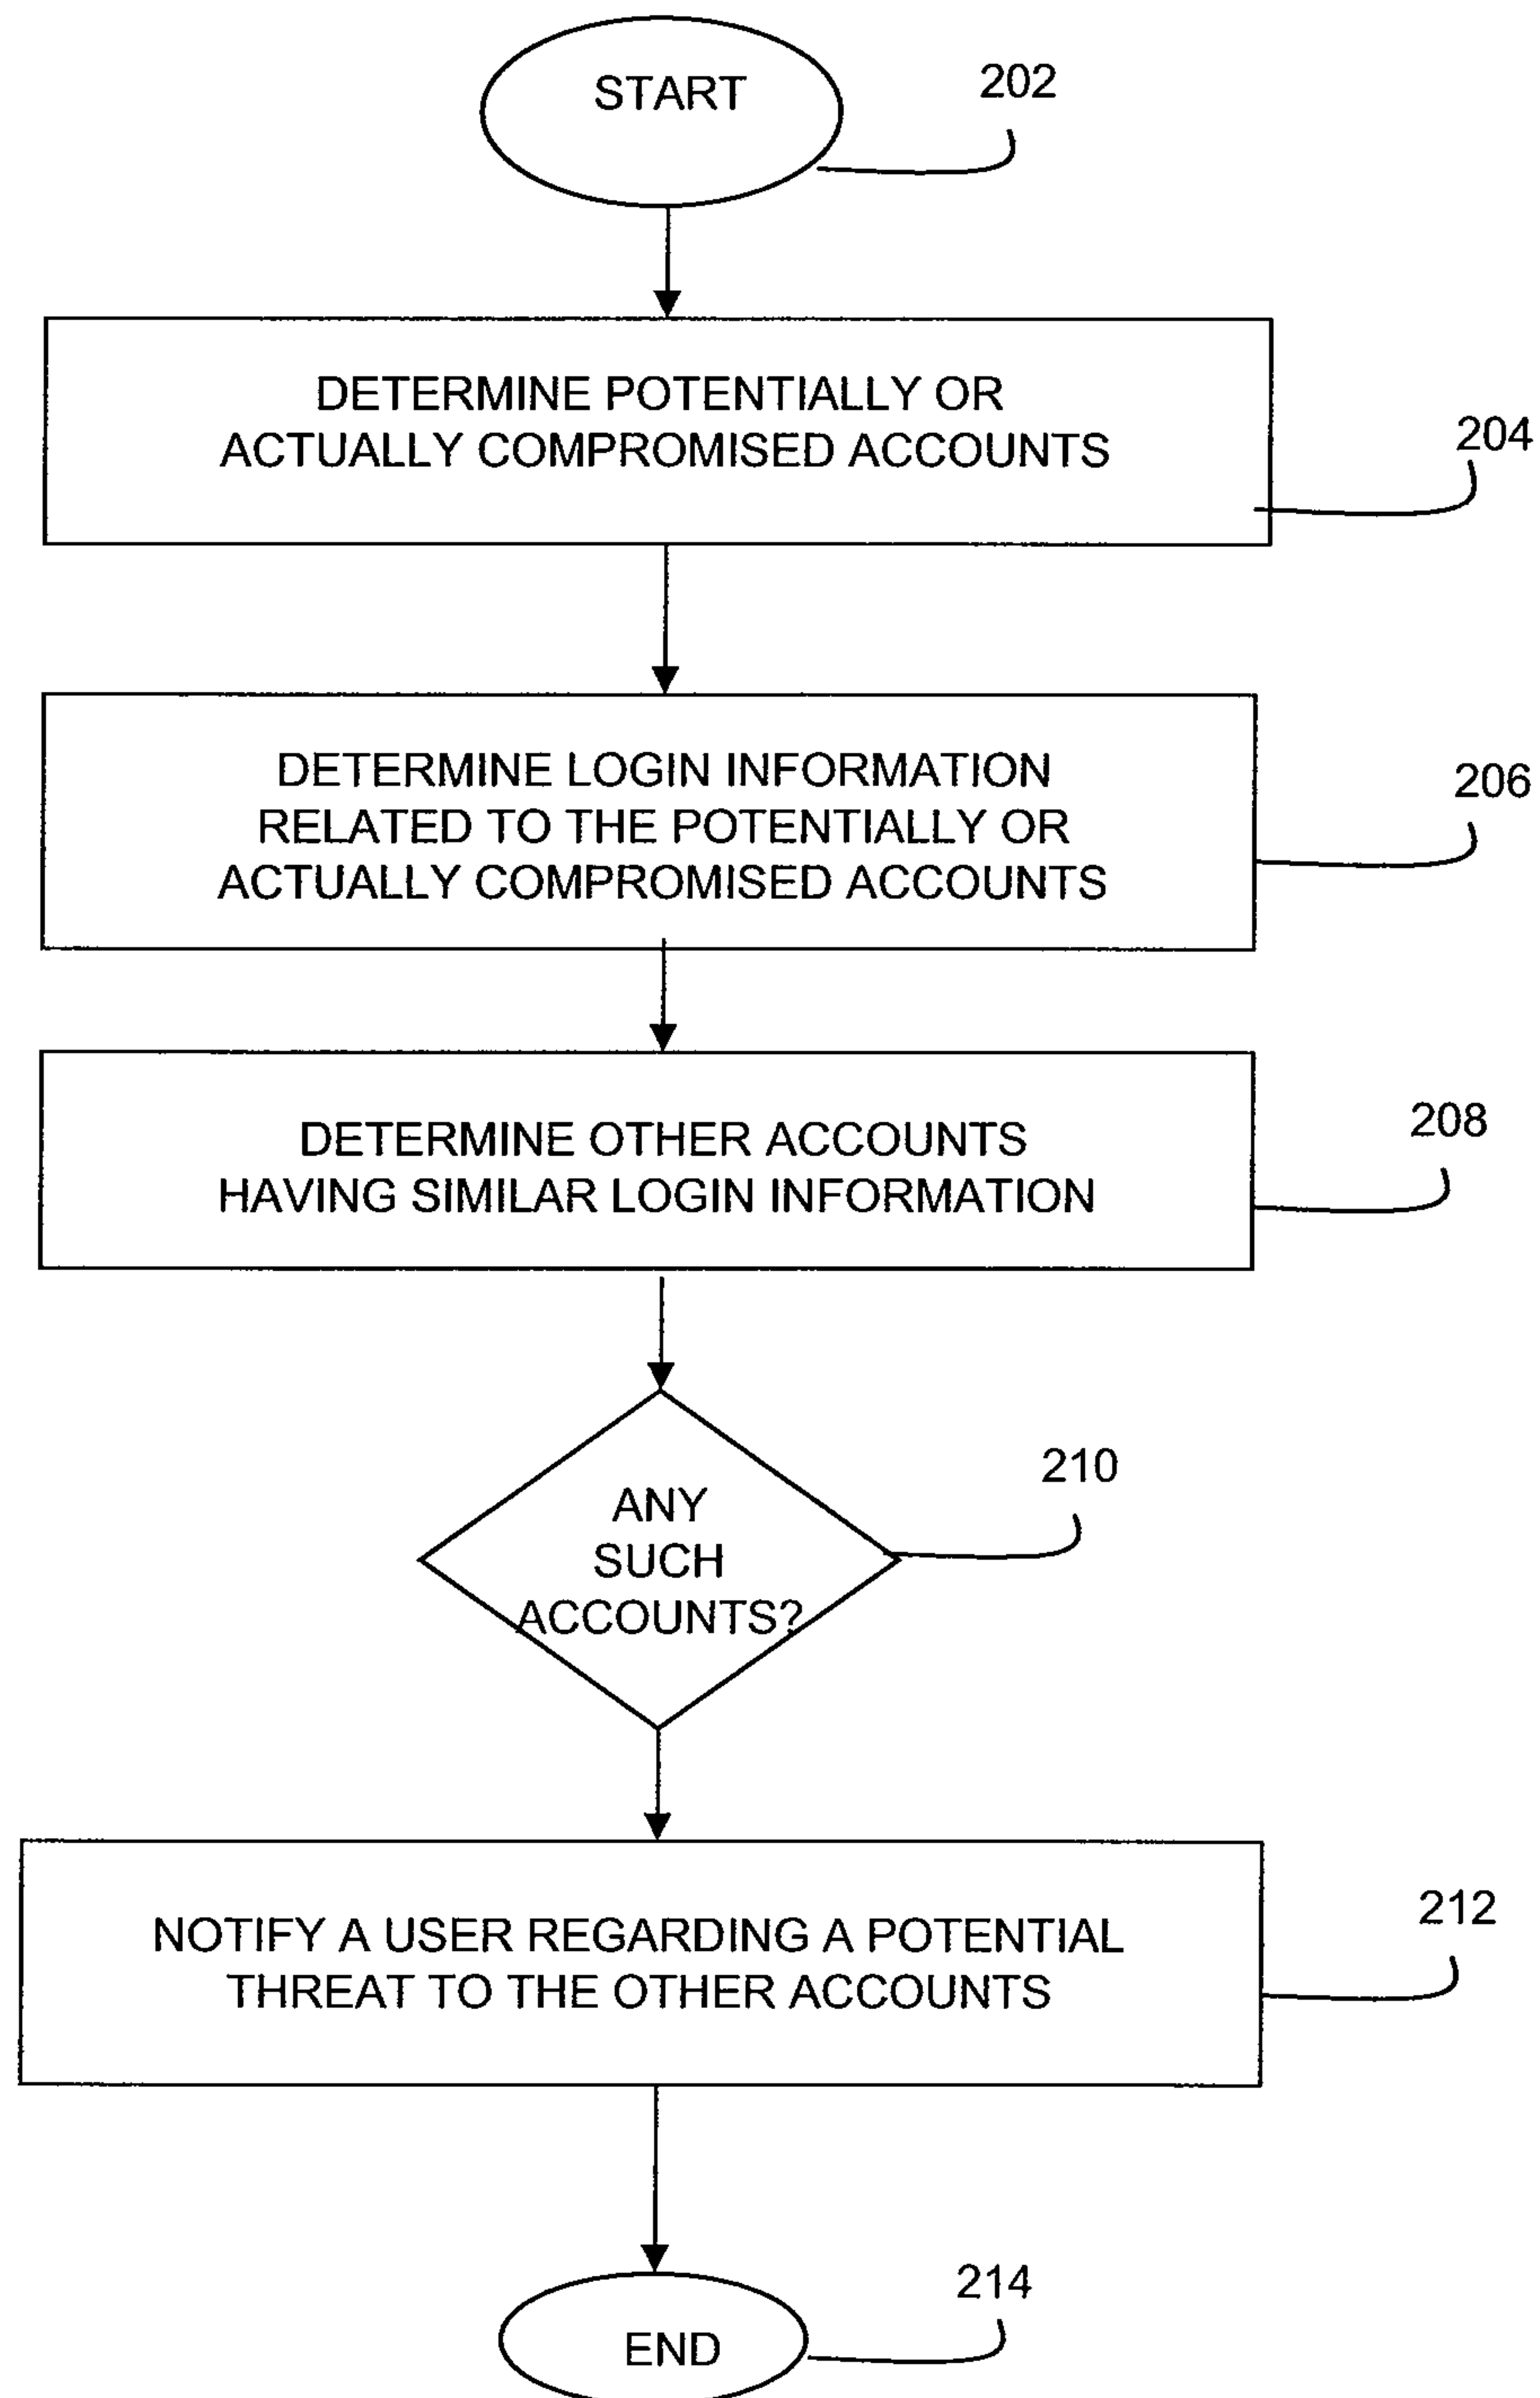 START
202
DETERMINE POTENTIALLY OR
ACTUALLY COMPROMISED ACCOUNTS
204
DETERMINE LOGIN INFORMATION
RELATED TO THE POTENTIALLY OR
ACTUALLY COMPROMISED ACCOUNTS
206
DETERMINE OTHER ACCOUNTS
HAVING SIMILAR LOGIN INFORMATION
208
ANY
SUCH
ACCOUNTS?
210
NOTIFY A USER REGARDING A POTENTIAL
THREAT TO THE OTHER ACCOUNTS
212
END
214